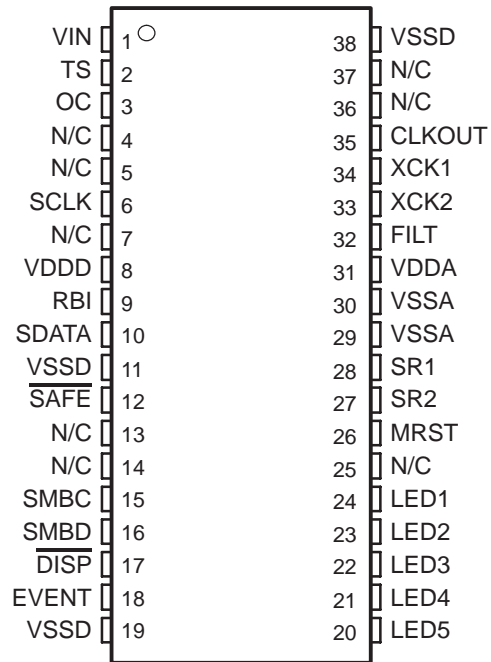 VIN 1 38 VSSD
TS 2 37 N/C
OC 3 36 N/C
N/C 4 35 CLKOUT
N/C 5 34 XCK1
SCLK 6 33 XCK2
N/C 7 32 FILT
VDDD 8 31 VDDA
RBI 9 30 VSSA
SDATA 10 29 VSSA
VSSD 11 28 SR1
SAFE 12 27 SR2
N/C 13 26 MRST
N/C 14 25 N/C
SMBC 15 24 LED1
SMBD 16 23 LED2
DISP 17 22 LED3
EVENT 18 21 LED4
VSSD 19 20 LED5